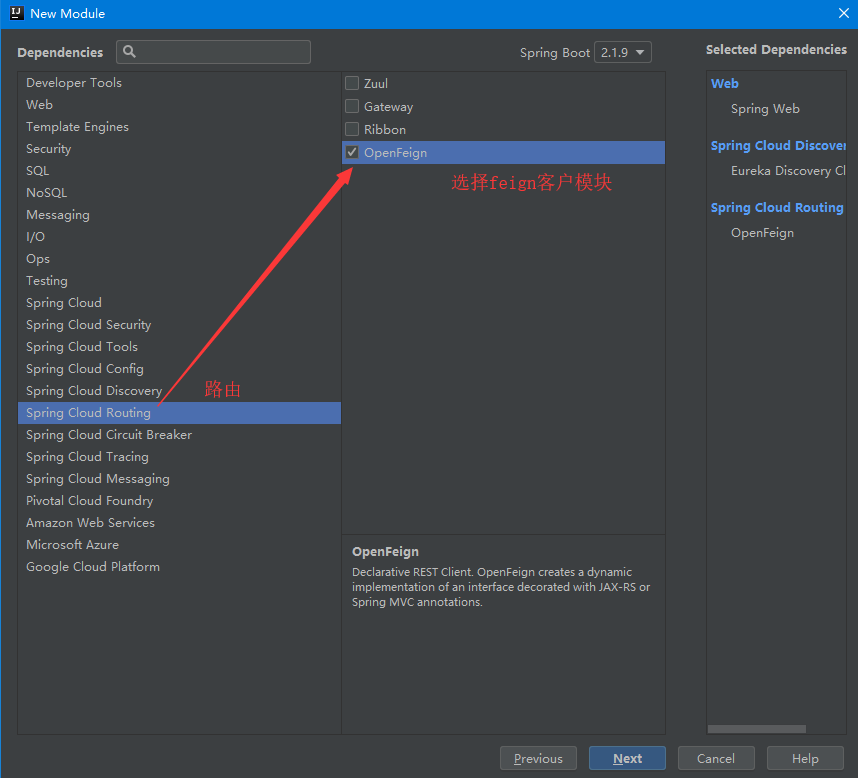 New Module
Dependencies
Spring Boot 2.1.9
Selected Dependencies
Developer Tools
Web
Template Engines
Security
SQL
NoSQL
Messaging
I/O
Ops
Testing
Spring Cloud
Spring Cloud Security
Spring Cloud Tools
Spring Cloud Config
Spring Cloud Discovery
Spring Cloud Routing
Spring Cloud Circuit Breaker
Spring Cloud Tracing
Spring Cloud Messaging
Pivotal Cloud Foundry
Amazon Web Services
Microsoft Azure
Google Cloud Platform
路由
Zuul
Gateway
Ribbon
OpenFeign
选择feign客户模块
OpenFeign
Declarative REST Client. OpenFeign creates a dynamic
implementation of an interface decorated with JAX-RS or
Spring MVC annotations.
Web
Spring Web
Spring Cloud Discover
Eureka Discovery Cl
Spring Cloud Routing
OpenFeign
Previous
Next
Cancel
Help